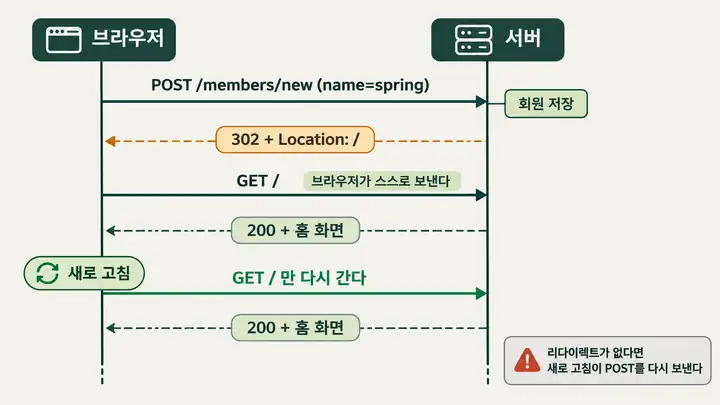 브라우저
서버
POST /members/new (name=spring)
회원 저장
302 + Location: /
GET /
브라우저가 스스로 보낸다
200 + 홈 화면
새로 고침
GET / 만 다시 간다
200 + 홈 화면
리다이렉트가 없다면
새로 고침이 POST를 다시 보낸다